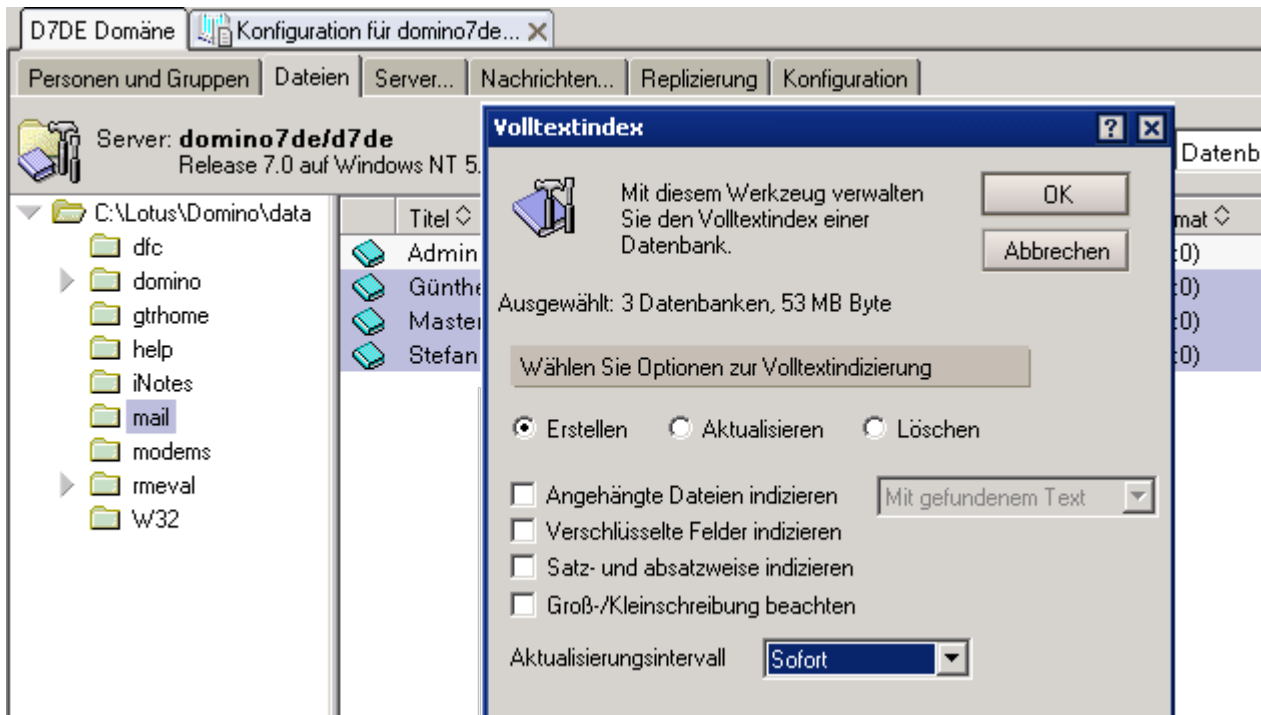 D7DE Domäne Konfiguration für domino7de...
Personen und Gruppen Dateien Server... Nachrichten... Replizierung Konfiguration
Server: domino7de/d7de
Release 7.0 auf Windows NT 5.
Datenb
C:\Lotus\Domino\data
dfc
domino
gtrhome
help
iNotes
mail
modems
rmeval
W32
Titel
mat
Admin
:0)
Günthe
:0)
Master
:0)
Stefan
:0)
Volltextindex
Mit diesem Werkzeug verwalten
Sie den Volltextindex einer
Datenbank.
OK
Abbrechen
Ausgewählt: 3 Datenbanken, 53 MB Byte
Wählen Sie Optionen zur Volltextindizierung
Erstellen Aktualisieren Löschen
Angehängte Dateien indizieren Mit gefundenem Text
Verschlüsselte Felder indizieren
Satz- und absatzweise indizieren
Groß-/Kleinschreibung beachten
Aktualisierungsintervall Sofort